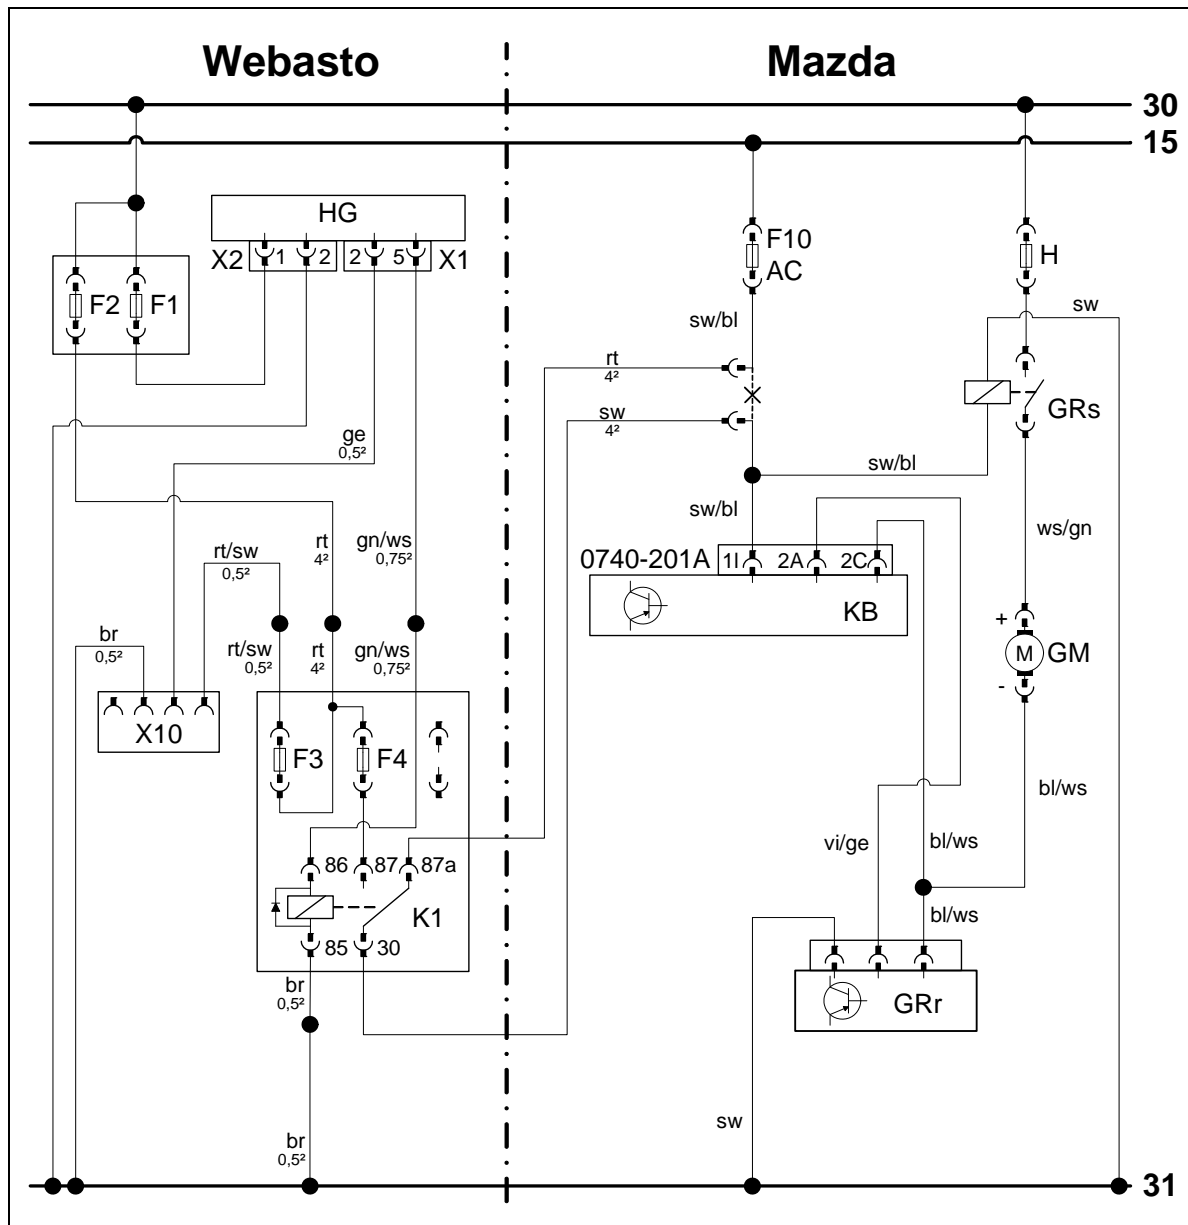 Webasto Mazda
30
15
HG
X2 1 2 2 5 X1
F2 F1
F10
AC
H
sw/bl
sw
rt
4²
sw
4²
GRs
ge
0,5²
sw/bl
sw/bl
ws/gn
rt/sw
0,5²
rt
4²
gn/ws
0,75²
0740-201A 1I 2A 2C
KB
br
0,5²
rt/sw
0,5²
rt
4²
gn/ws
0,75²
+
M GM
-
X10
F3 F4
bl/ws
vi/ge
bl/ws
86 87 87a
K1
bl/ws
85 30
br
0,5²
GRr
sw
br
0,5²
31